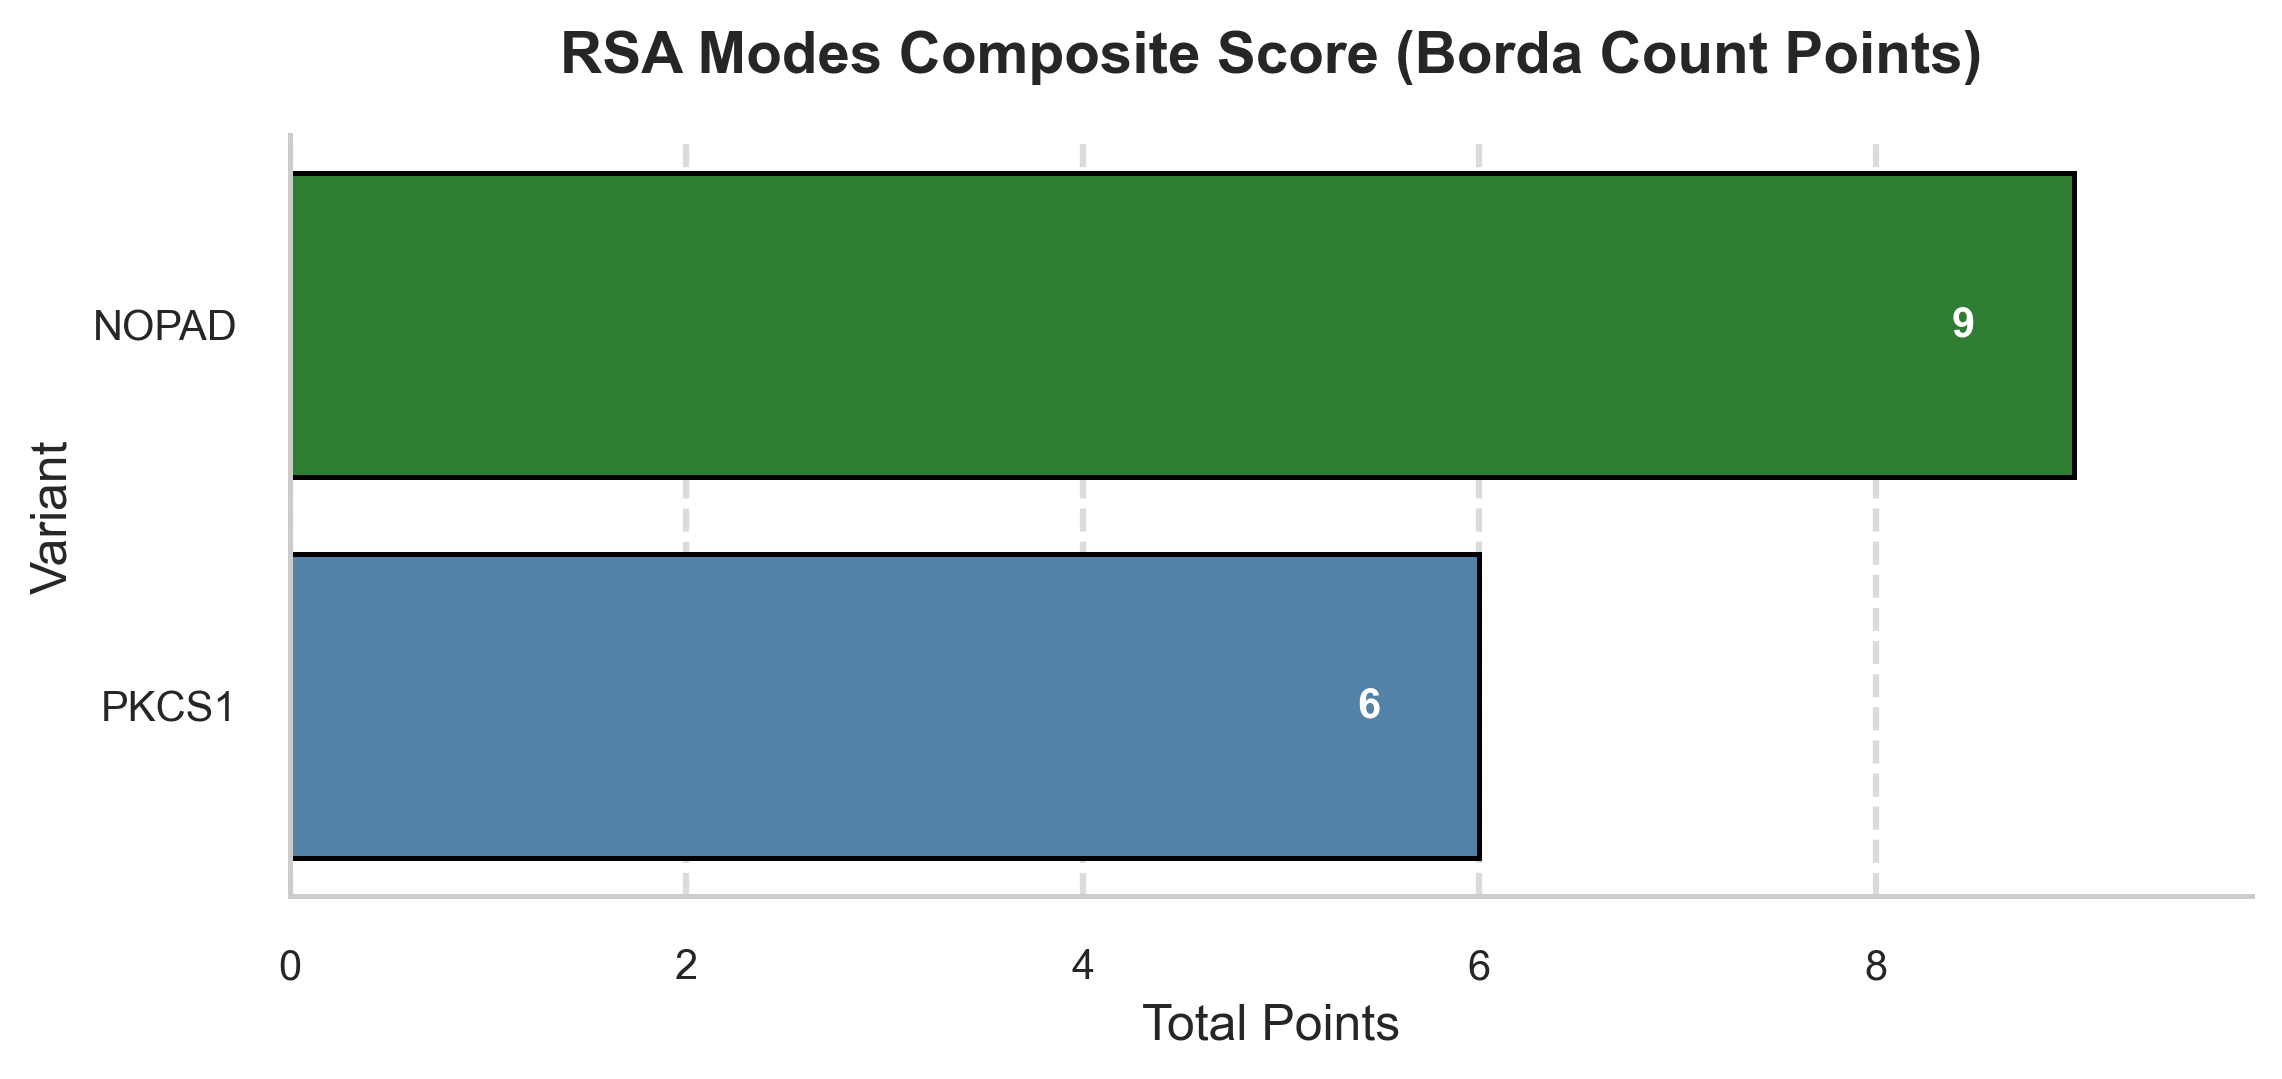 RSA Modes Composite Score (Borda Count Points)
NOPAD
9
Variant
PKCS1
6
0 2 4 6 8
Total Points